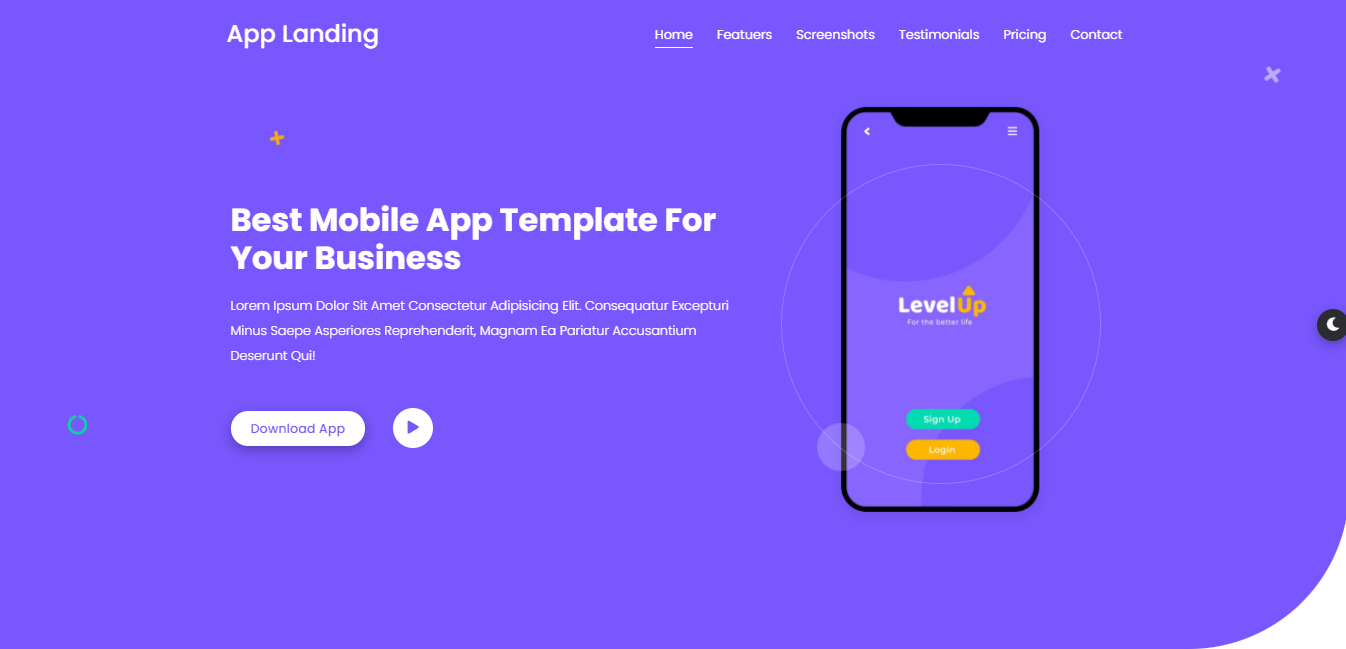 App Landing
Home Featuers Screenshots Testimonials Pricing Contact
Best Mobile App Template For
Your Business
Lorem Ipsum Dolor Sit Amet Consectetur Adipisicing Elit. Consequatur Excepturi
Minus Saepe Asperiores Reprehenderit, Magnam Ea Pariatur Accusantium
Deserunt Qui!
Download App
LevelUp
For the better life
Sign Up
Login